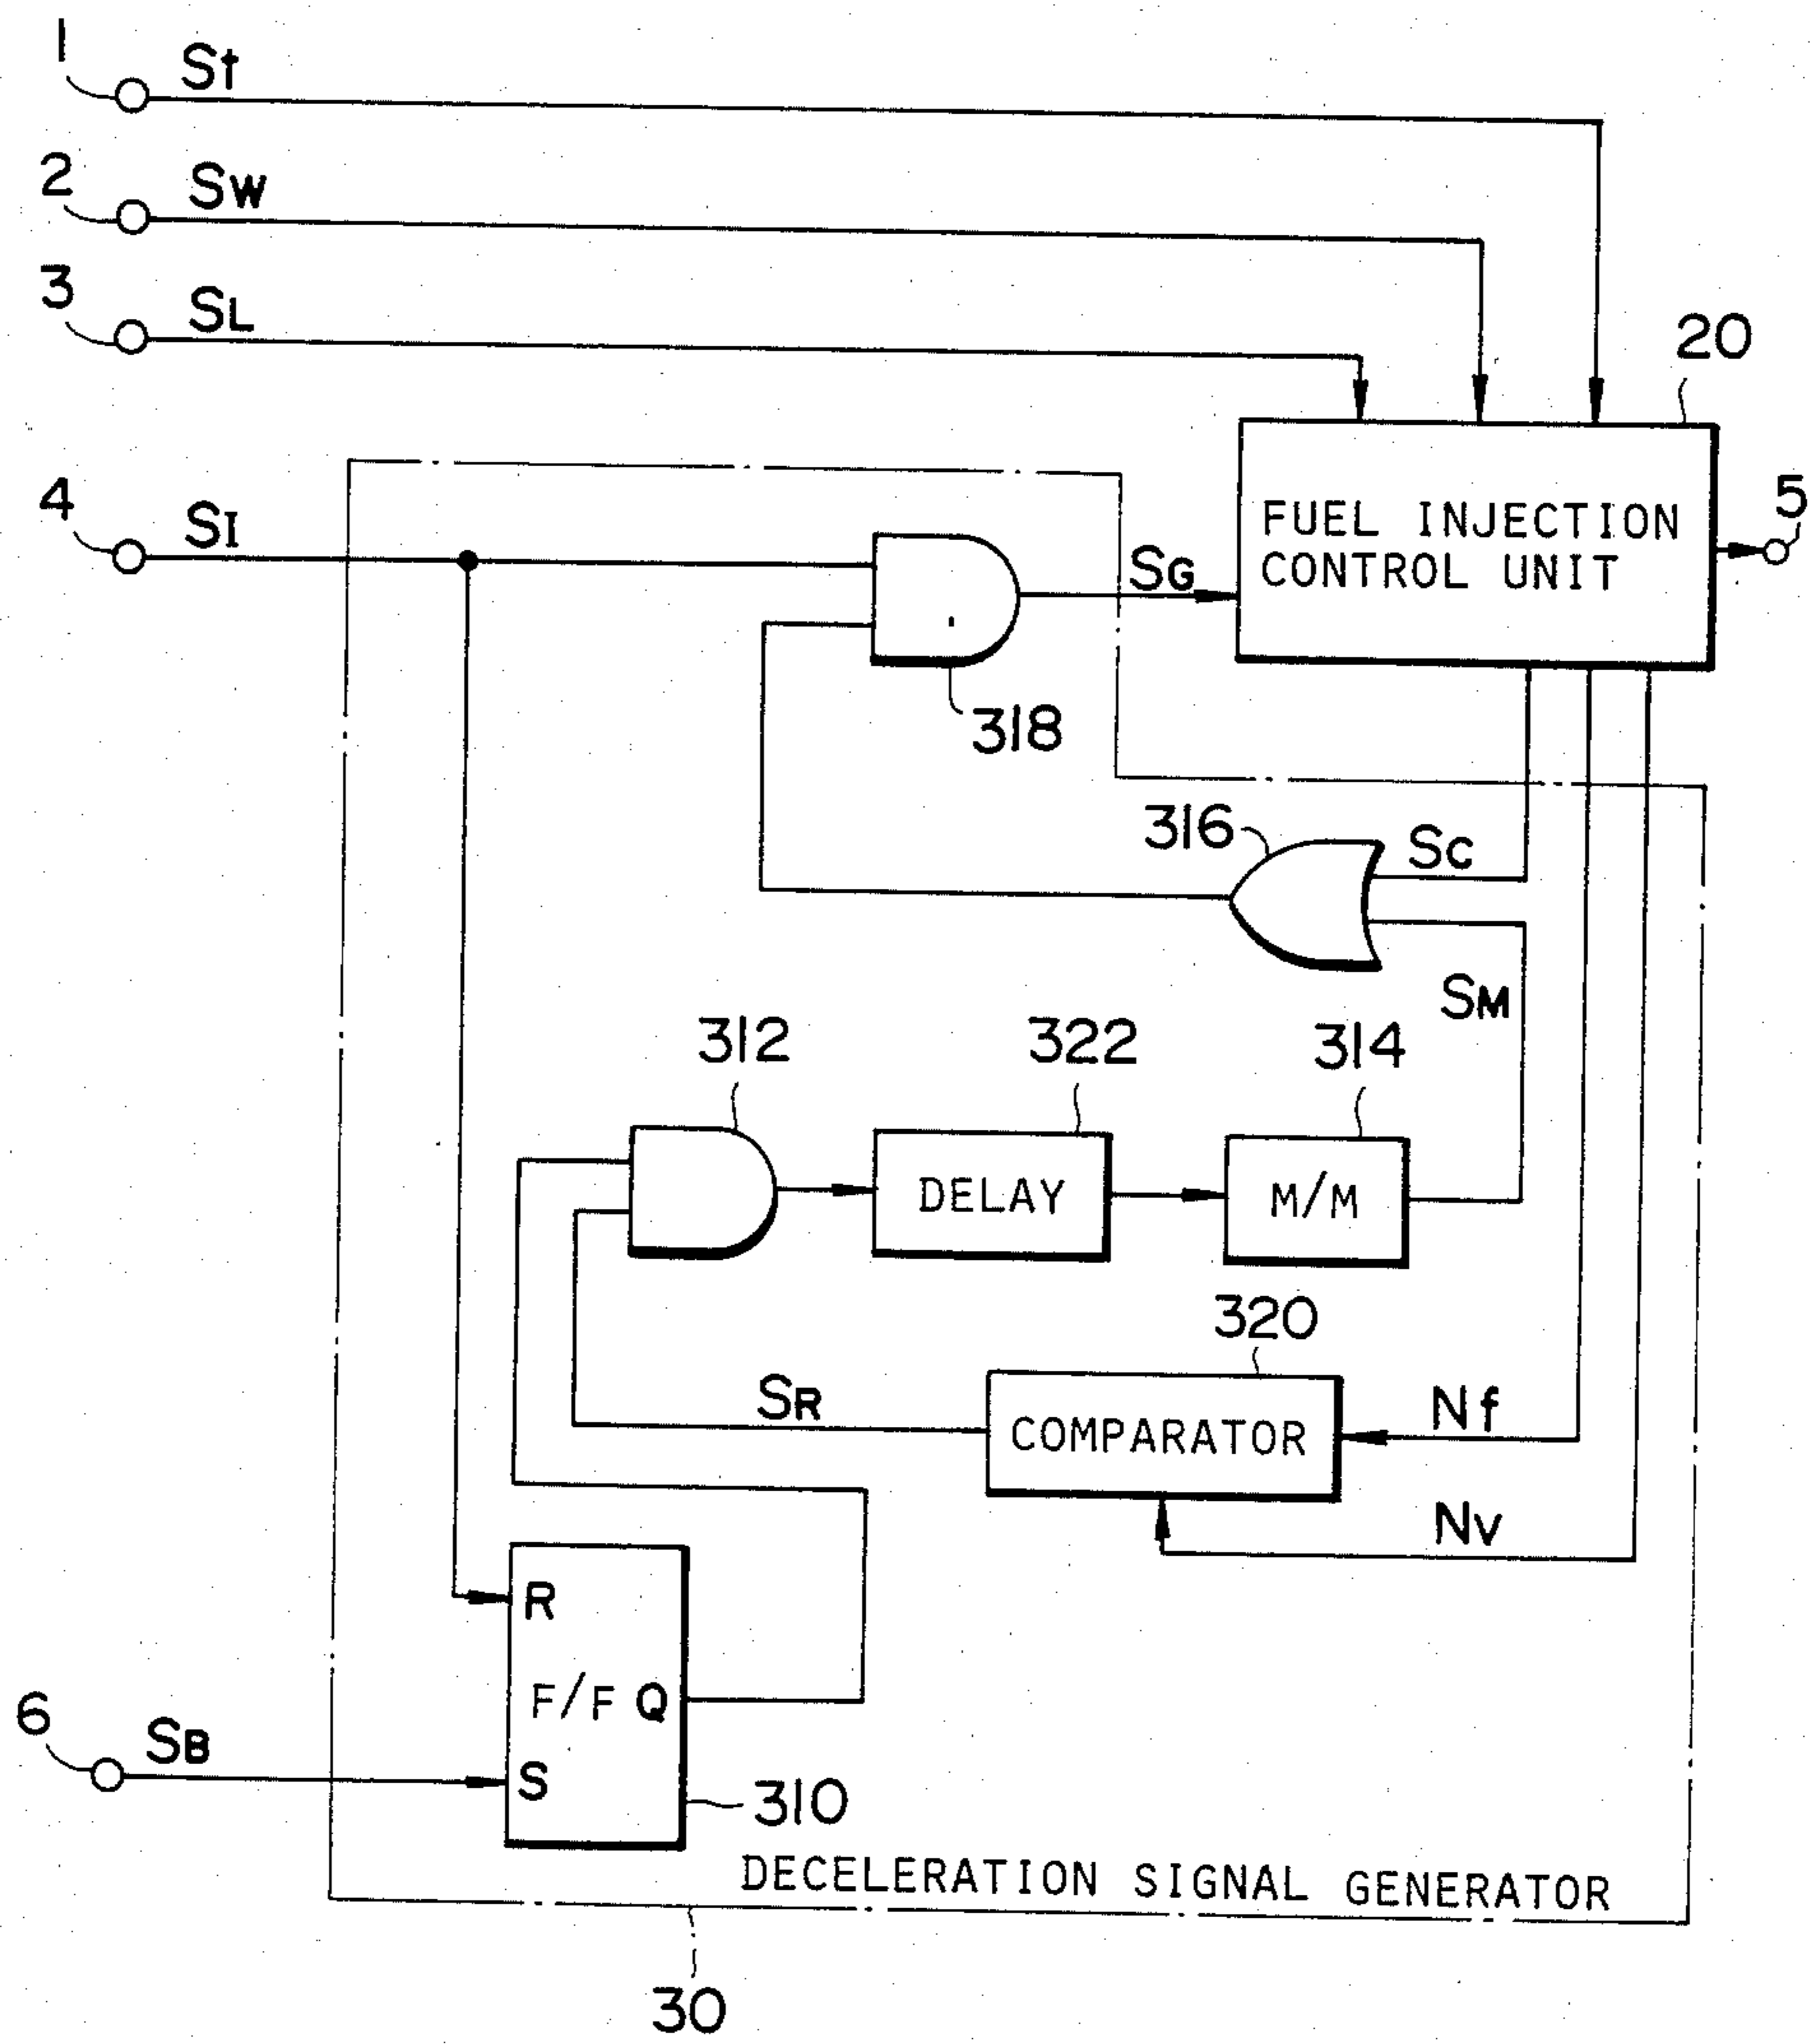 1
St
2
SW
3
SL
20
4
SI
FUEL INJECTION
CONTROL UNIT
5
SG
318
316
SC
SM
312
322
314
DELAY
M/M
320
SR
COMPARATOR
Nf
NV
R
F/F Q
S
6
SB
310
DECELERATION SIGNAL GENERATOR
30